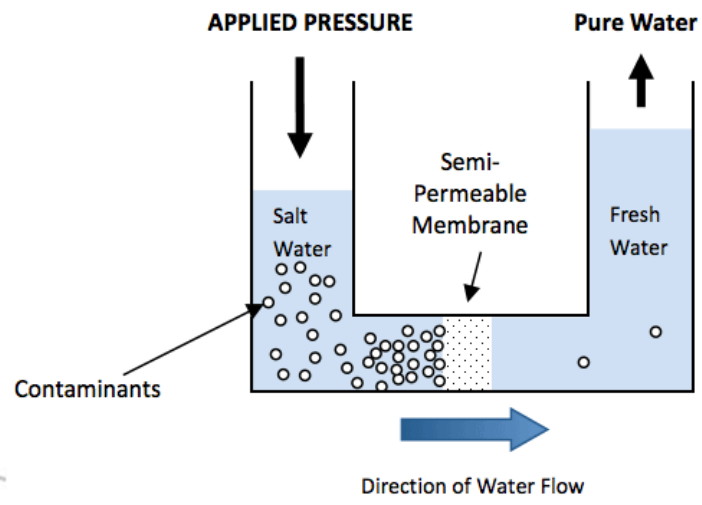 APPLIED PRESSURE
Pure Water
Semi-
Permeable
Membrane
Salt
Water
Fresh
Water
Contaminants
Direction of Water Flow